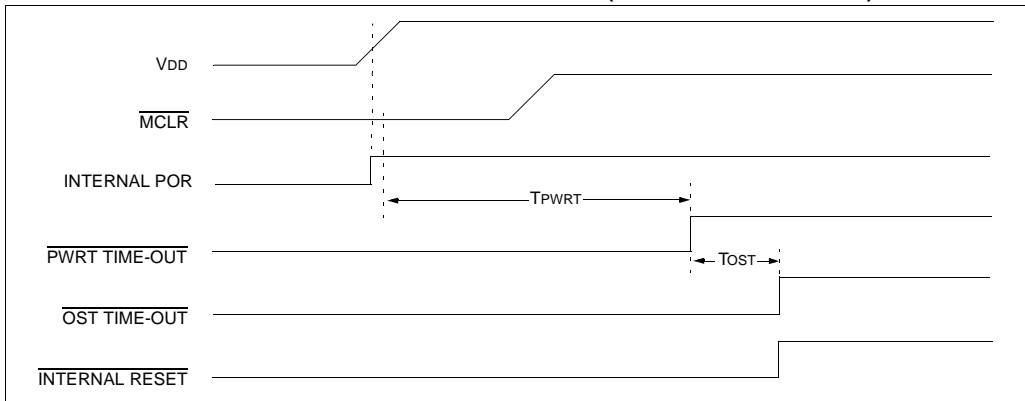 VDD
MCLR
INTERNAL POR
TPWRT
PWRT TIME-OUT
TOST
OST TIME-OUT
INTERNAL RESET